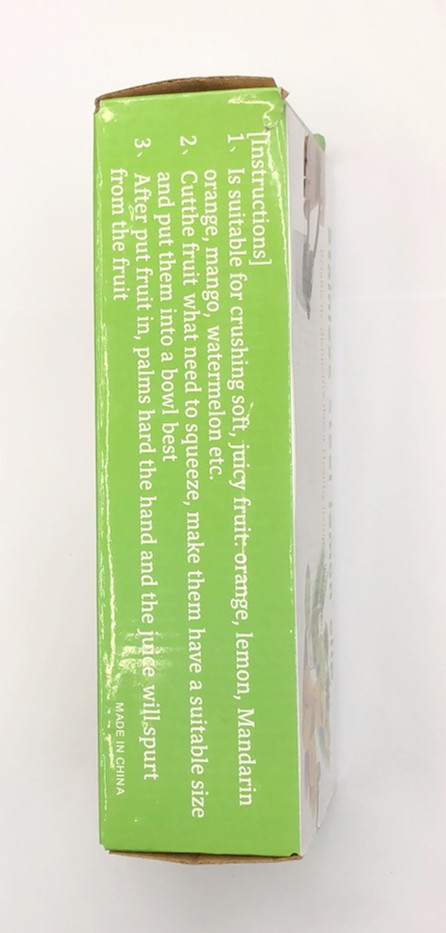 [Instructions]
1、Is suitable for crushing soft, juicy fruit: orange, lemon, Mandarin
orange, mango, watermelon etc.
2、Cutthe fruit what need to squeeze, make them have a suitable size
and put them into a bowl best
3、After put fruit in, palms hard the hand and the juice will spurt
from the fruit
MADE IN CHINA